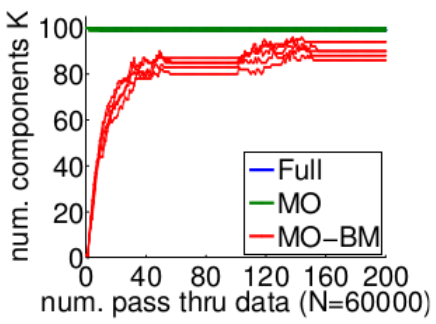 num. components K
100
80
60
40
20
0
Full
MO
MO-BM
0 40 80 120 160 200
num. pass thru data (N=60000)